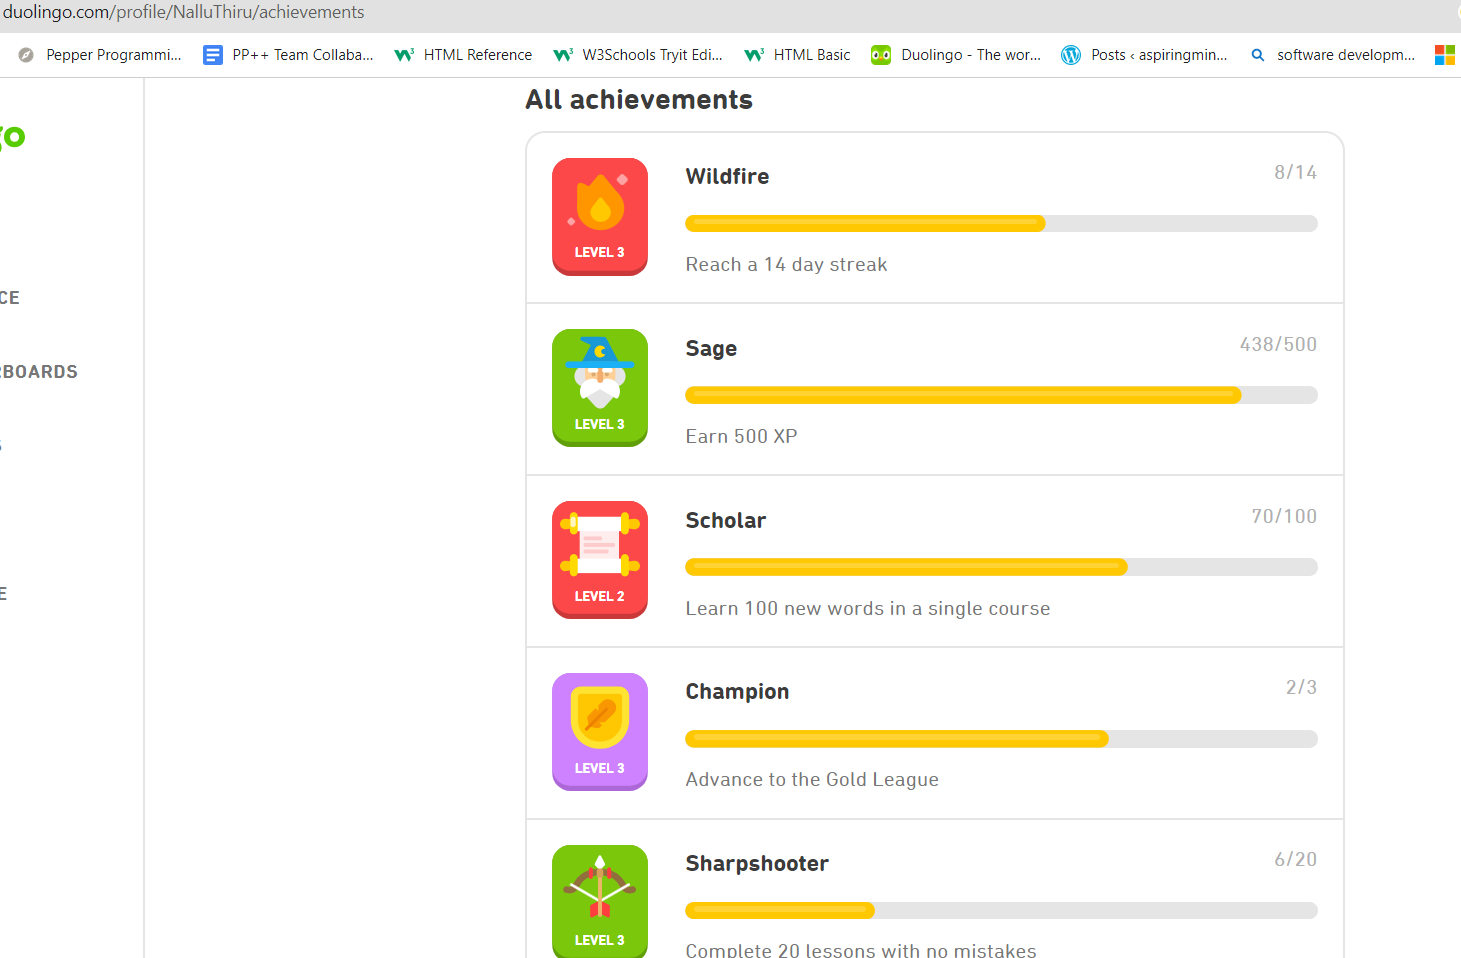 duolingo.com/profile/NalluThiru/achievements
Pepper Programmi... PP++ Team Collaba... HTML Reference W3Schools Tryit Edi... HTML Basic Duolingo - The wor... Posts ‹ aspiringmin... software developm...
All achievements
go
CE
RBOARDS
S
E
Wildfire 8/14
LEVEL 3
Reach a 14 day streak
Sage 438/500
LEVEL 3
Earn 500 XP
Scholar 70/100
LEVEL 2
Learn 100 new words in a single course
Champion 2/3
LEVEL 3
Advance to the Gold League
Sharpshooter 6/20
LEVEL 3
Complete 20 lessons with no mistakes